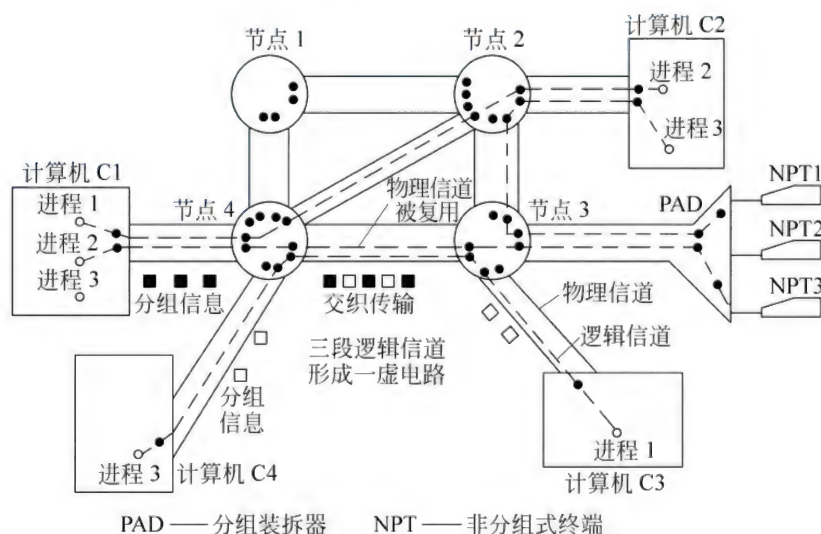 节点 1
节点 2
计算机 C2
进程 2
进程 3
计算机 C1
进程 1
进程 2
进程 3
节点 4
物理信道
被复用
节点 3
PAD
NPT1
NPT2
NPT3
分组信息
交织传输
物理信道
逻辑信道
三段逻辑信道
形成一虚电路
分组
信息
进程 3
计算机 C4
进程 1
计算机 C3
PAD —— 分组装拆器 NPT —— 非分组式终端